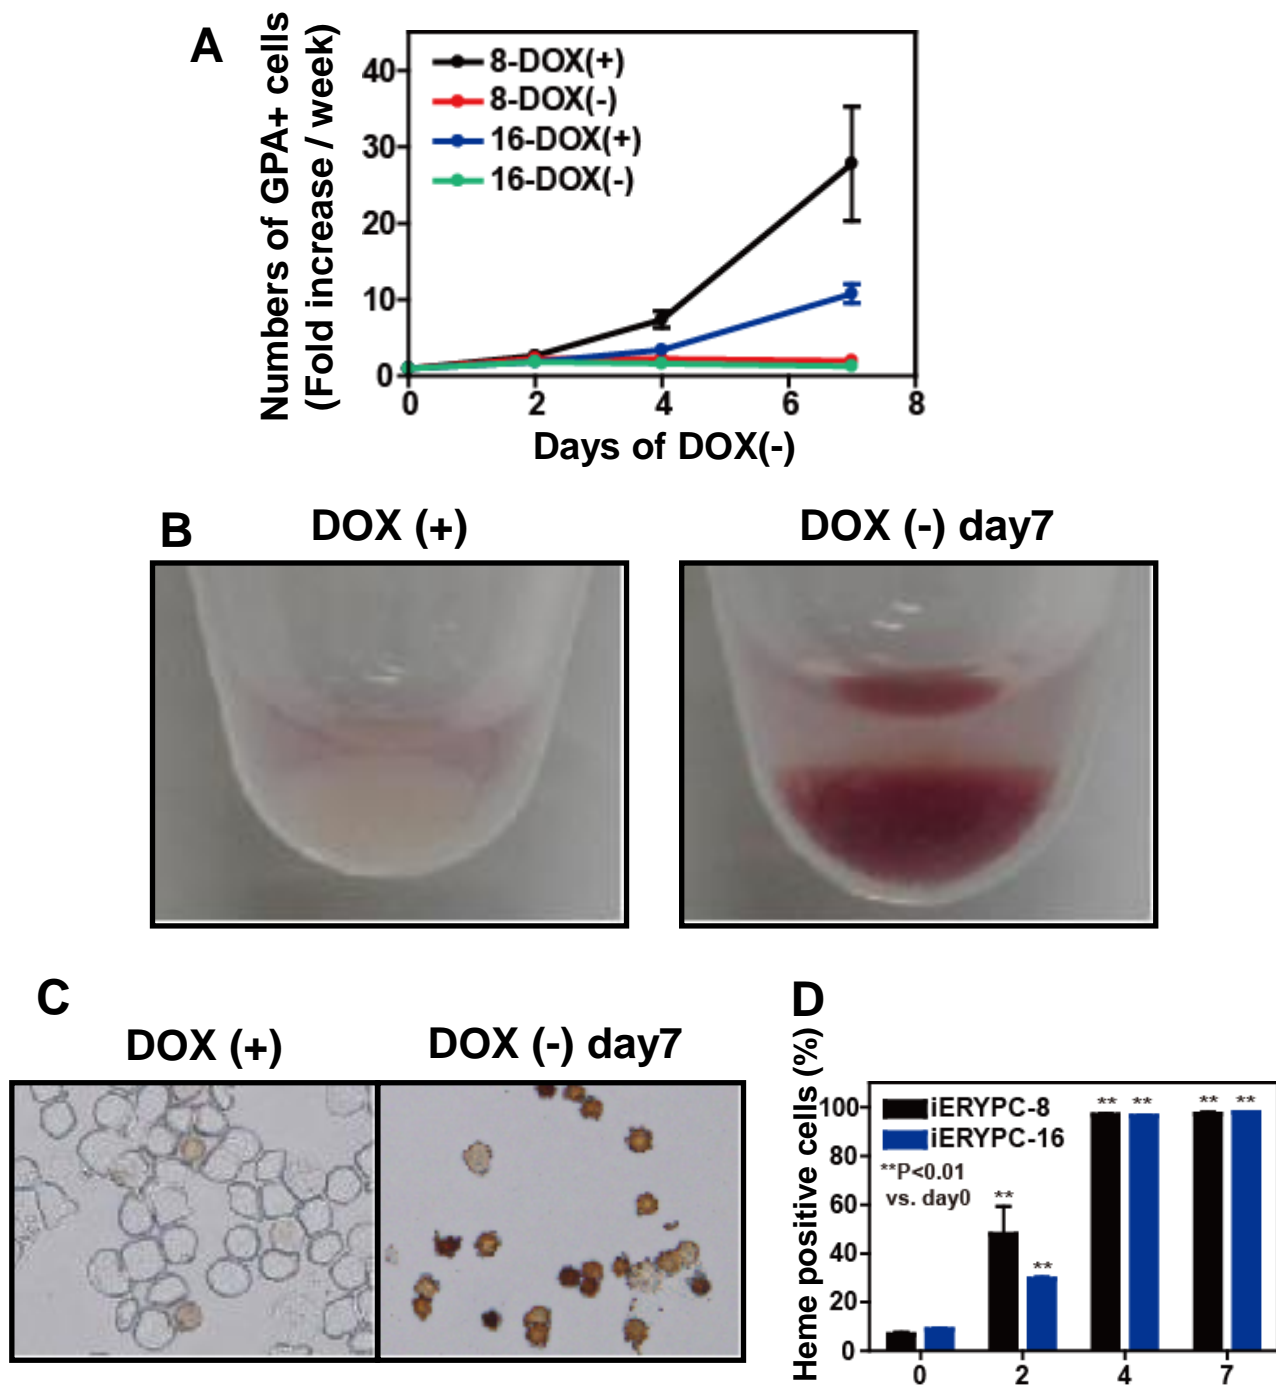 A
Numbers of GPA+ cells
(Fold increase / week)
40
30
20
10
0
8-DOX(+)
8-DOX(-)
16-DOX(+)
16-DOX(-)
0 2 4 6 8
Days of DOX(-)
B
DOX (+)
DOX (-) day7
C
DOX (+)
DOX (-) day7
D
Heme positive cells (%)
100
80
60
40
20
0
iERYPC-8
iERYPC-16
**P<0.01
vs. day0
** ** ** ** ** **
0 2 4 7